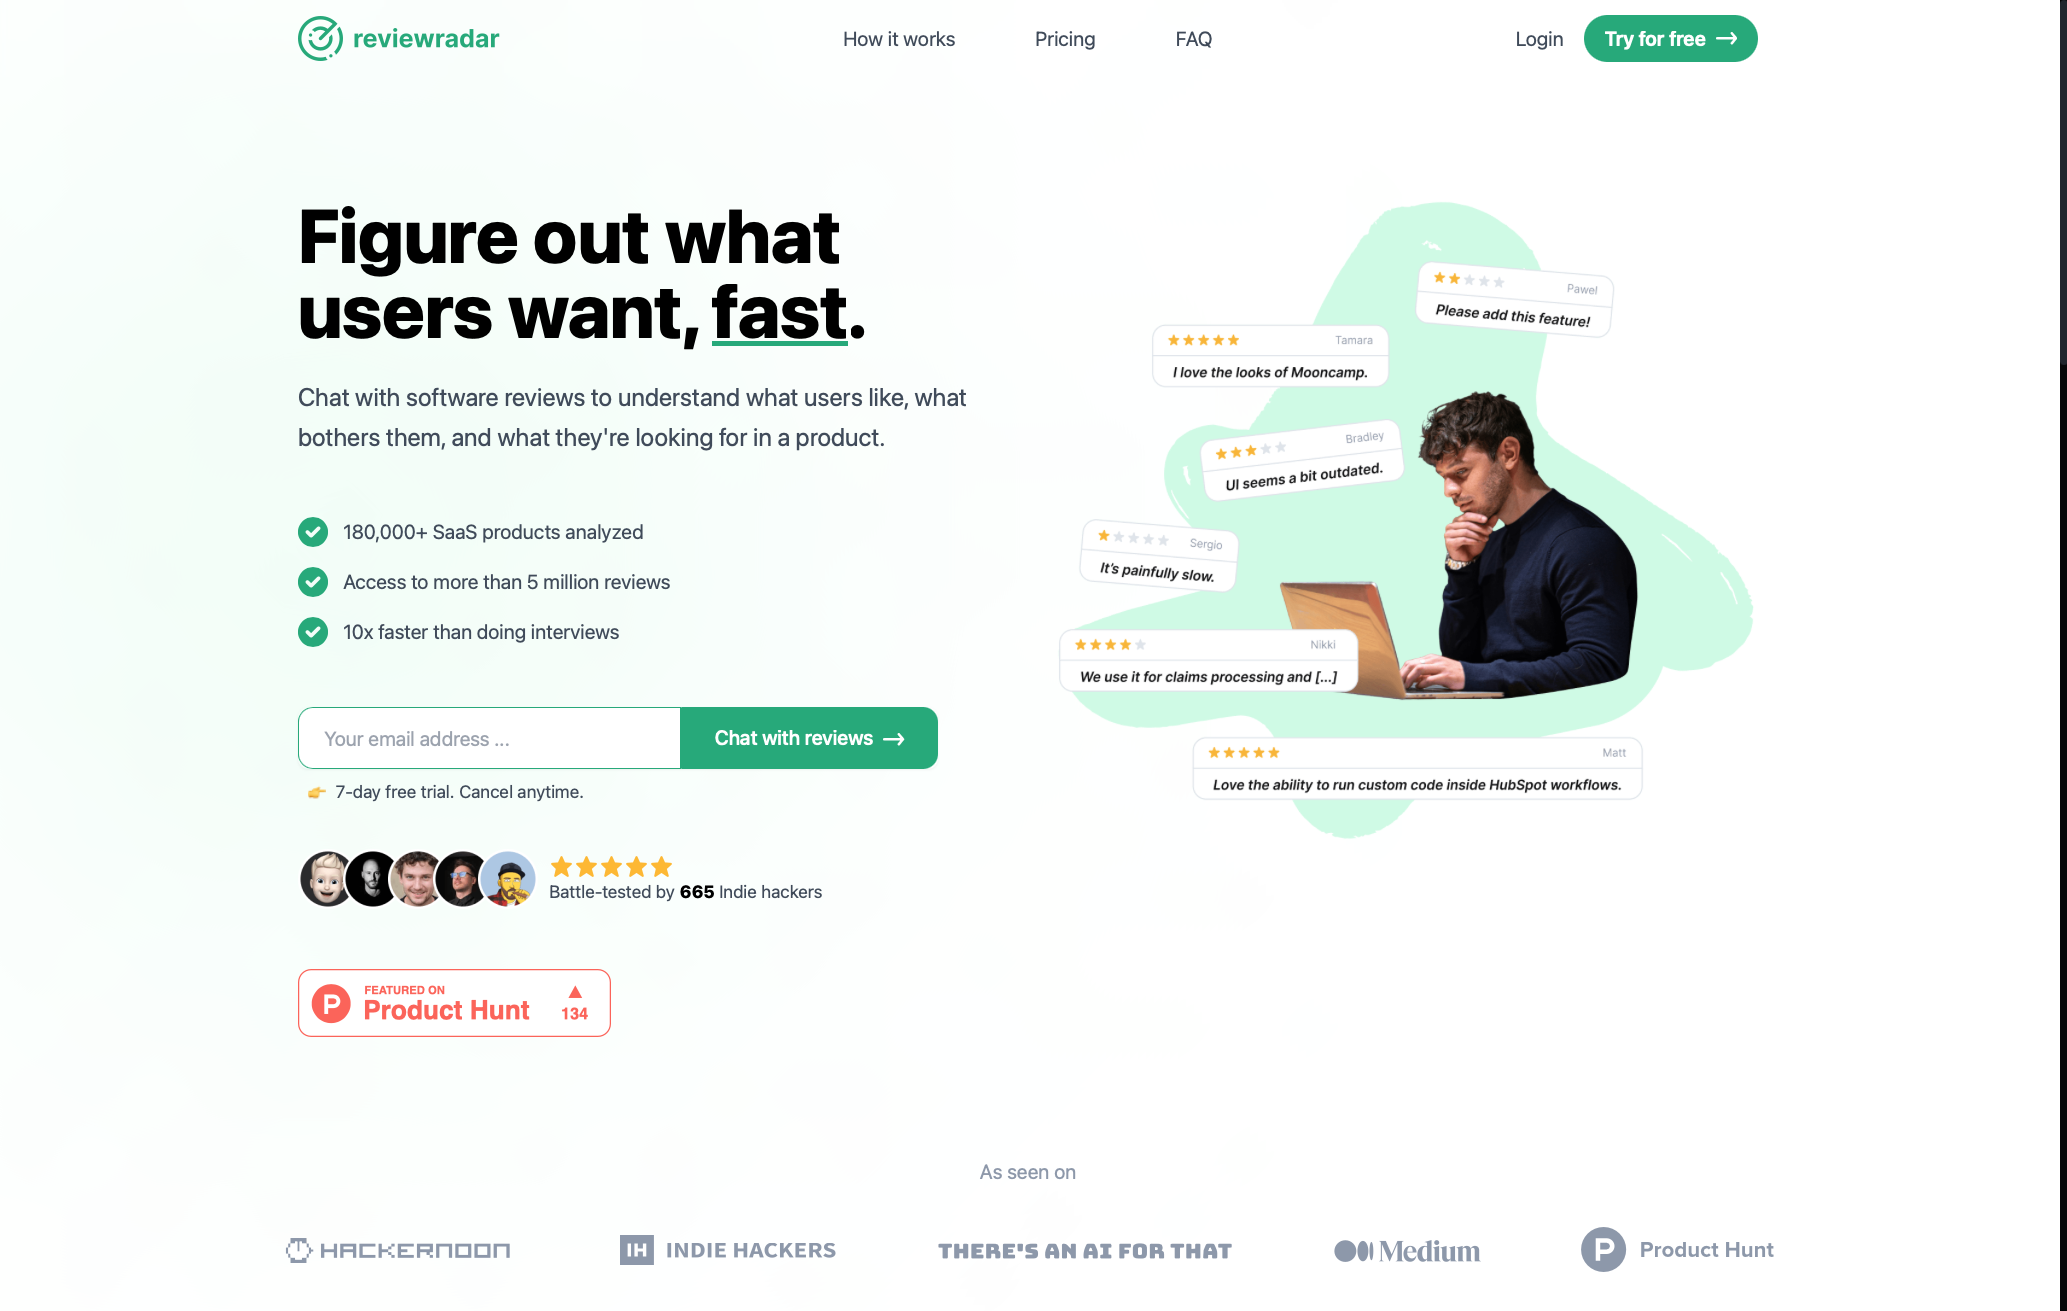 reviewradar
How it works
Pricing
FAQ
Login
Try for free →
Figure out what
users want, fast.
Chat with software reviews to understand what users like, what
bothers them, and what they're looking for in a product.
180,000+ SaaS products analyzed
Access to more than 5 million reviews
10x faster than doing interviews
Your email address ...
Chat with reviews →
👉 7-day free trial. Cancel anytime.
Battle-tested by 665 Indie hackers
FEATURED ON
Product Hunt
▲
134
Pawel
Please add this feature!
Tamara
I love the looks of Mooncamp.
Bradley
UI seems a bit outdated.
Sergio
It's painfully slow.
Nikki
We use it for claims processing and [...]
Matt
Love the ability to run custom code inside HubSpot workflows.
As seen on
HACKERNOON
IH INDIE HACKERS
THERE'S AN AI FOR THAT
Medium
P Product Hunt